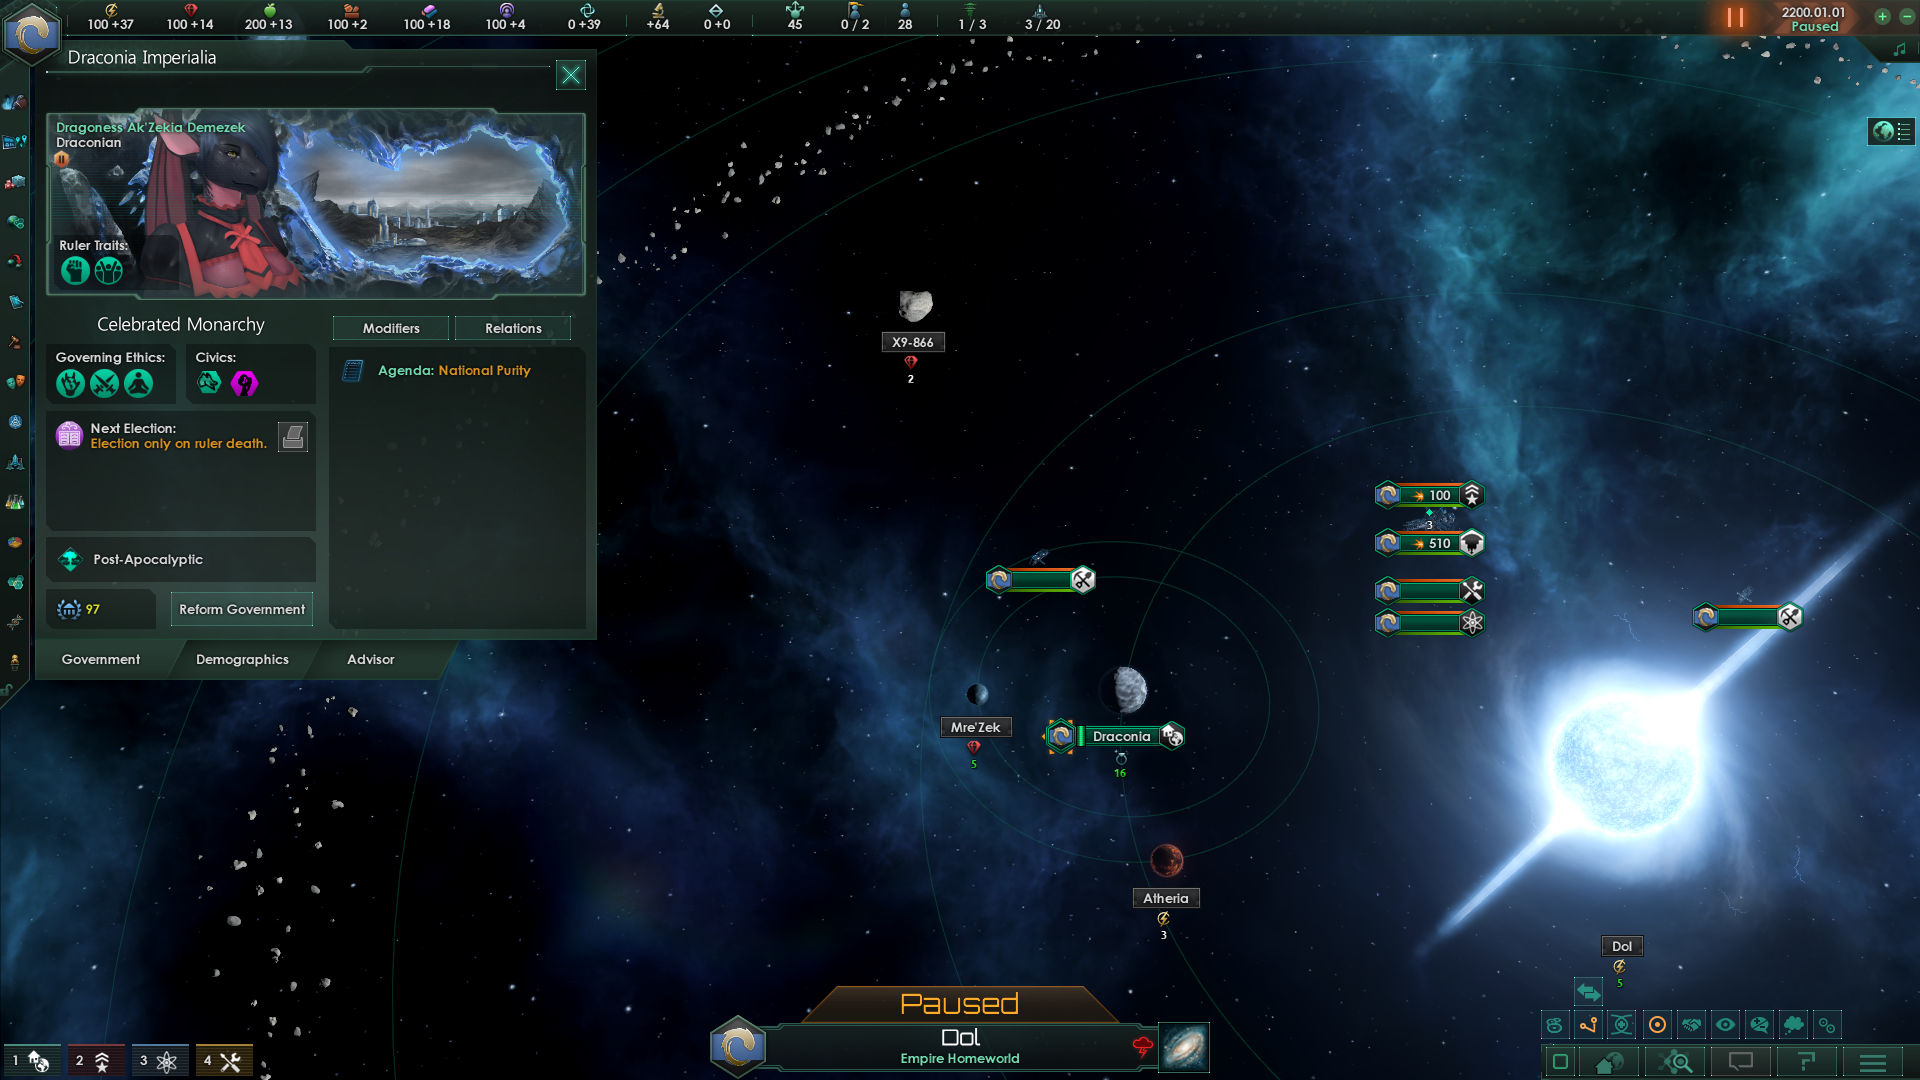 100 +37
100 +14
200 +13
100 +2
100 +18
100 +4
0 +39
+64
0 +0
45
0 / 2
28
1 / 3
3 / 20
2200.01.01
Paused
Draconia Imperialia
Dragoness Ak'Zekia Demezek
Draconian
Ruler Traits:
Celebrated Monarchy
Modifiers
Relations
Governing Ethics:
Civics:
Agenda: National Purity
Next Election:
Election only on ruler death.
Post-Apocalyptic
97
Reform Government
Government
Demographics
Advisor
X9-866
2
100
3
510
Mre'Zek
5
Draconia
16
Atheria
3
Dol
5
Paused
Dol
Empire Homeworld
1
2
3
4